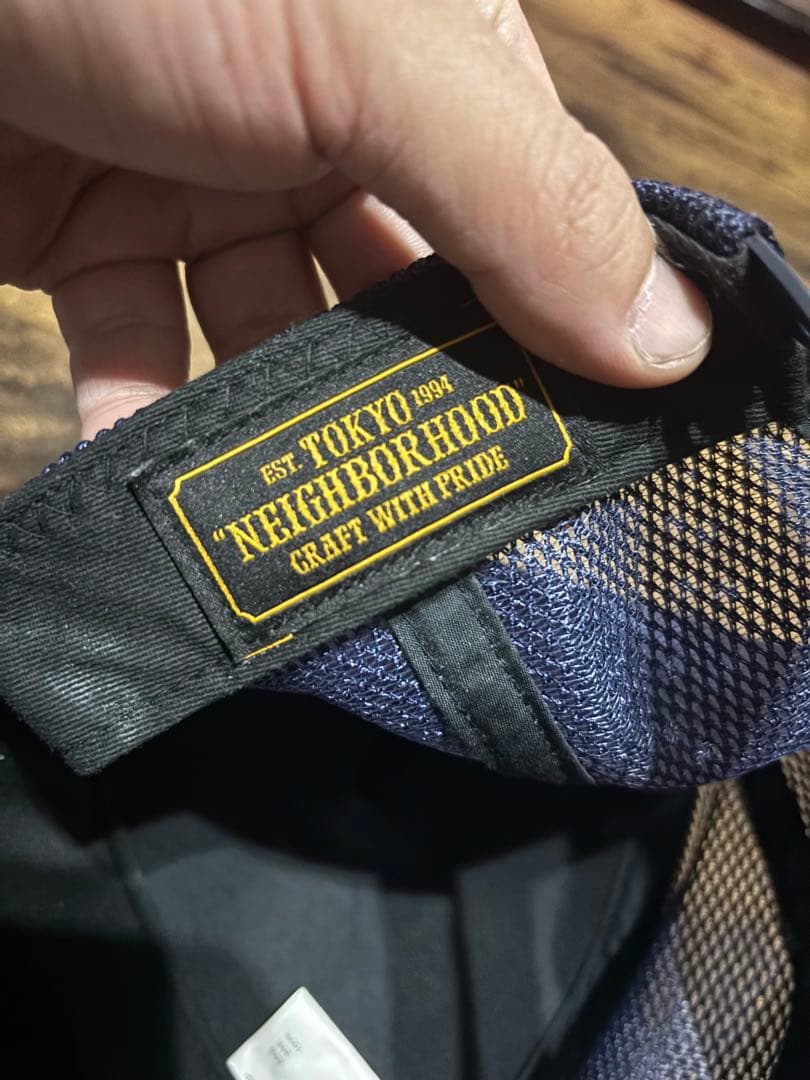 EST. TOKYO 1994
"NEIGHBORHOOD"
CRAFT WITH PRIDE